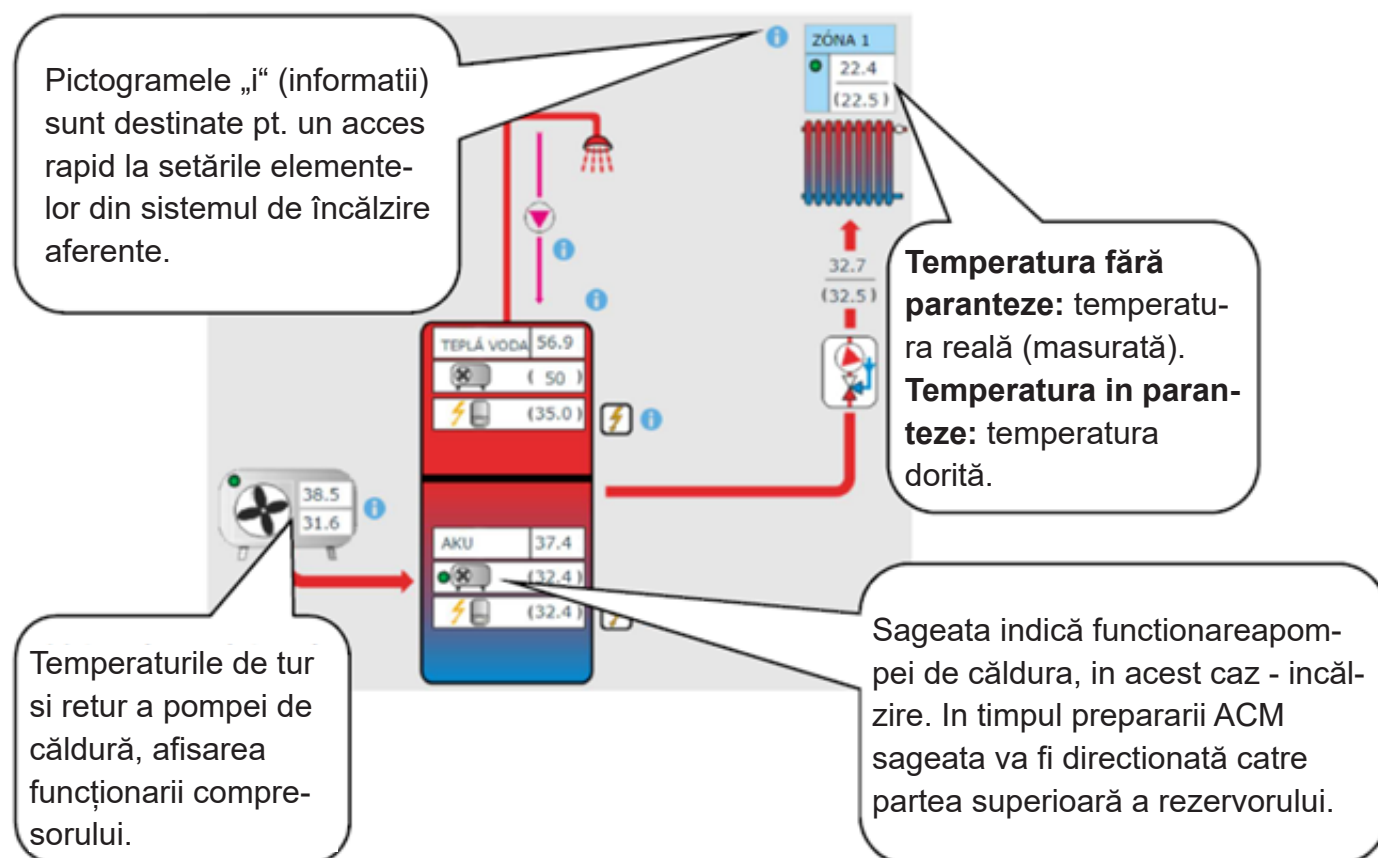 Pictogramele „i“ (informatii)
sunt destinate pt. un acces
rapid la setările elemente-
lor din sistemul de încălzire
aferente.
ZÓNA 1
22.4
(22.5)
Temperatura fără
paranteze: temperatu-
ra reală (masurată).
Temperatura in paran-
teze: temperatura
dorită.
32.7
(32.5)
TEPLÁ VODA 56.9
( 50 )
(35.0)
38.5
31.6
AKU 37.4
(32.4)
(32.4)
Temperaturile de tur
si retur a pompei de
căldură, afisarea
funcționarii compre-
sorului.
Sageata indică functionareapom-
pei de căldura, in acest caz - incăl-
zire. In timpul prepararii ACM
sageata va fi directionată catre
partea superioară a rezervorului.